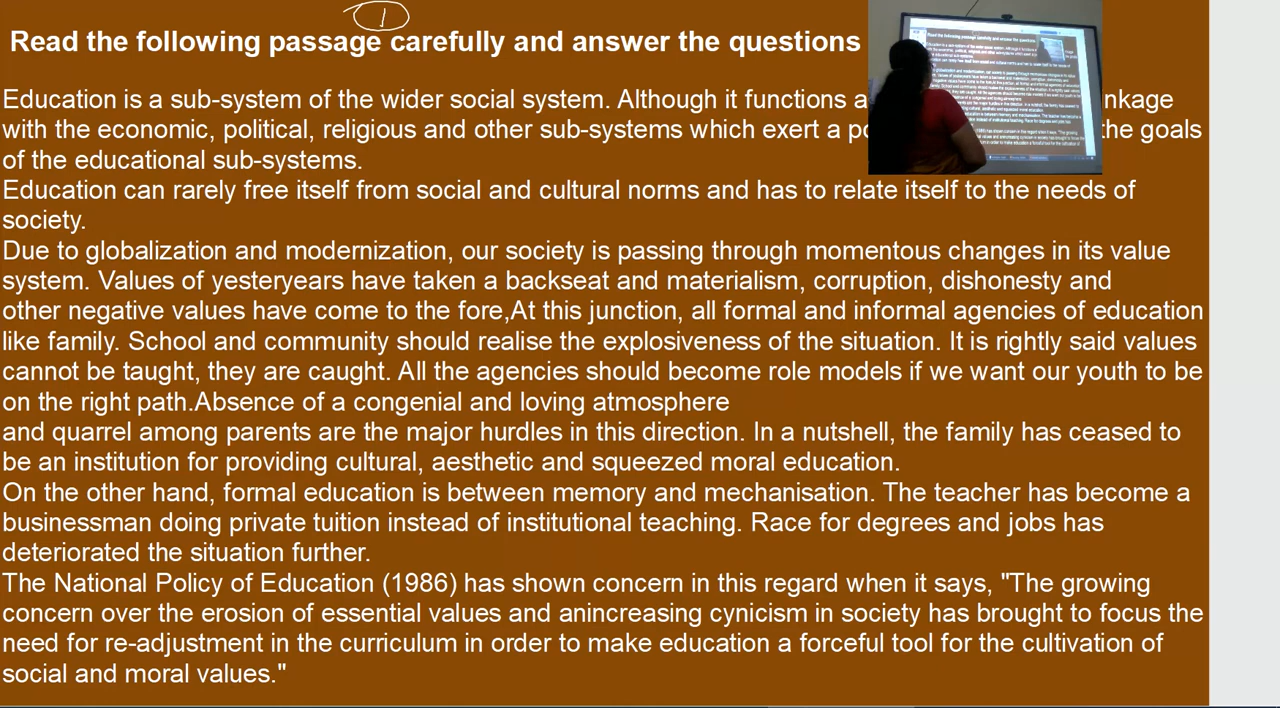 1
Read the following passage carefully and answer the questions
Education is a sub-system of the wider social system. Although it functions a nkage
with the economic, political, religious and other sub-systems which exert a po the goals
of the educational sub-systems.
Education can rarely free itself from social and cultural norms and has to relate itself to the needs of
society.
Due to globalization and modernization, our society is passing through momentous changes in its value
system. Values of yesteryears have taken a backseat and materialism, corruption, dishonesty and
other negative values have come to the fore,At this junction, all formal and informal agencies of education
like family. School and community should realise the explosiveness of the situation. It is rightly said values
cannot be taught, they are caught. All the agencies should become role models if we want our youth to be
on the right path.Absence of a congenial and loving atmosphere
and quarrel among parents are the major hurdles in this direction. In a nutshell, the family has ceased to
be an institution for providing cultural, aesthetic and squeezed moral education.
On the other hand, formal education is between memory and mechanisation. The teacher has become a
businessman doing private tuition instead of institutional teaching. Race for degrees and jobs has
deteriorated the situation further.
The National Policy of Education (1986) has shown concern in this regard when it says, "The growing
concern over the erosion of essential values and anincreasing cynicism in society has brought to focus the
need for re-adjustment in the curriculum in order to make education a forceful tool for the cultivation of
social and moral values."